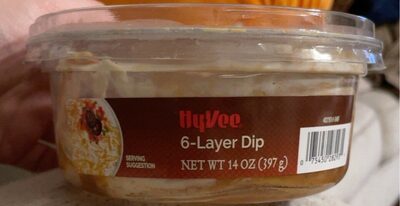 HyVee
6-Layer Dip
NET WT 14 OZ (397 g)
SERVING
SUGGESTION